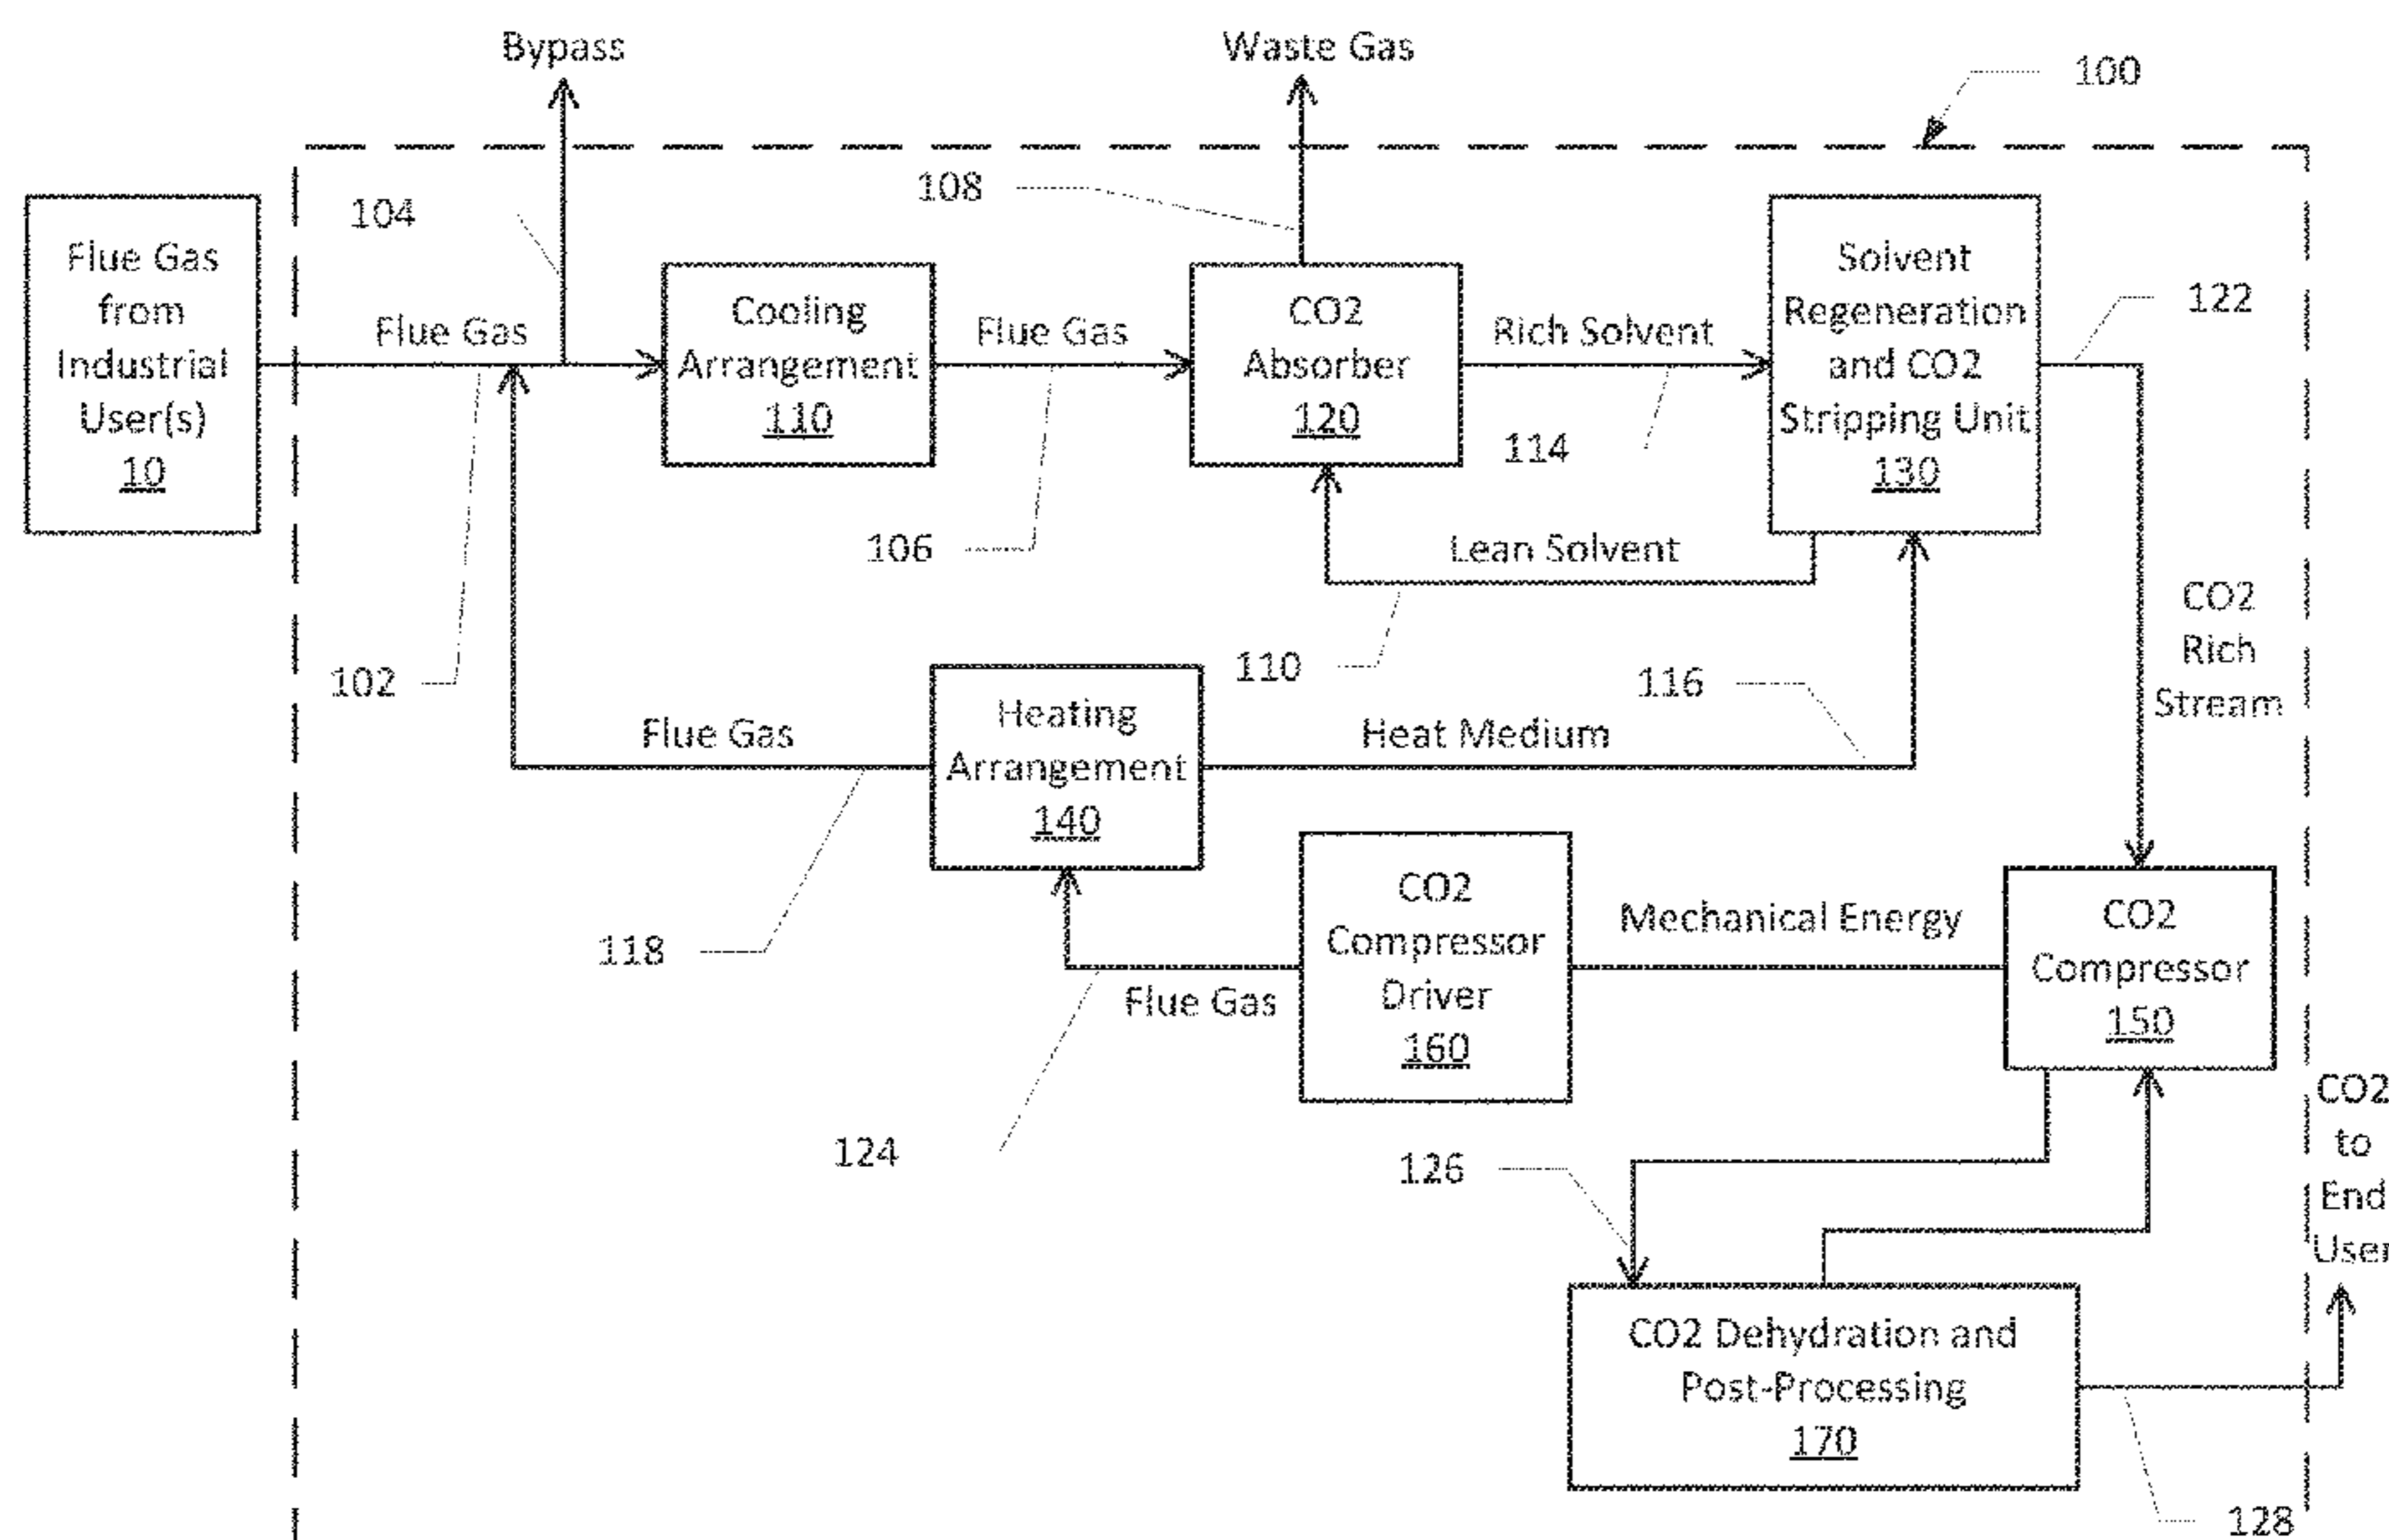 Bypass
Waste Gas
100
108
104
Flue Gas
from
Industrial
User(s)
10
Flue Gas
Cooling
Arrangement
110
Flue Gas
CO2
Absorber
120
Rich Solvent
Solvent
Regeneration
and CO2
Stripping Unit
130
122
114
106
Lean Solvent
110
102
116
CO2
Rich
Stream
Flue Gas
Heating
Arrangement
140
Heat Medium
118
Flue Gas
124
CO2
Compressor
Driver
160
Mechanical Energy
CO2
Compressor
150
126
CO2
to
End
User
CO2 Dehydration and
Post-Processing
170
128